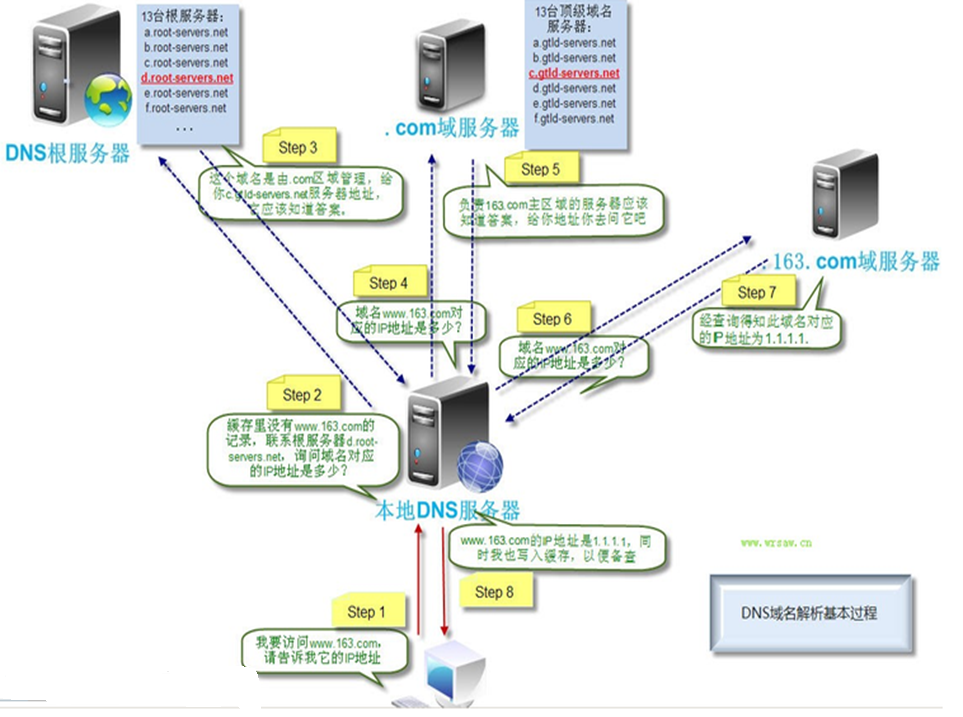 13台根服务器：
a.root-servers.net
b.root-servers.net
c.root-servers.net
d.root-servers.net
e.root-servers.net
f.root-servers.net
...
DNS根服务器
13台顶级域名
服务器：
a.gtld-servers.net
b.gtld-servers.net
c.gtld-servers.net
d.gtld-servers.net
e.gtld-servers.net
f.gtld-servers.net
.com域服务器
Step 3
这个域名是由.com区域管理，给
你c.gtld-servers.net服务器地址，
它应该知道答案。
Step 5
负责163.com主区域的服务器应该
知道答案，给你地址你去问它吧
.163.com域服务器
Step 4
域名www.163.com对
应的IP地址是多少？
Step 6
域名www.163.com对
应的IP地址是多少？
Step 7
经查询得知此域名对应
的IP地址为1.1.1.1.
Step 2
缓存里没有www.163.com的
记录，联系根服务器d.root-
servers.net，询问域名对应
的IP地址是多少？
本地DNS服务器
www.163.com的IP地址是1.1.1.1，同
时我也写入缓存，以便备查
Step 8
Step 1
我要访问www.163.com，
请告诉我它的IP地址
www.wrsaw.cn
DNS域名解析基本过程